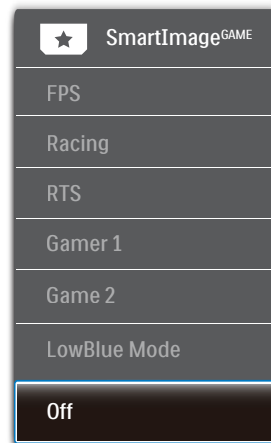 SmartImageGAME
FPS
Racing
RTS
Gamer 1
Game 2
LowBlue Mode
Off